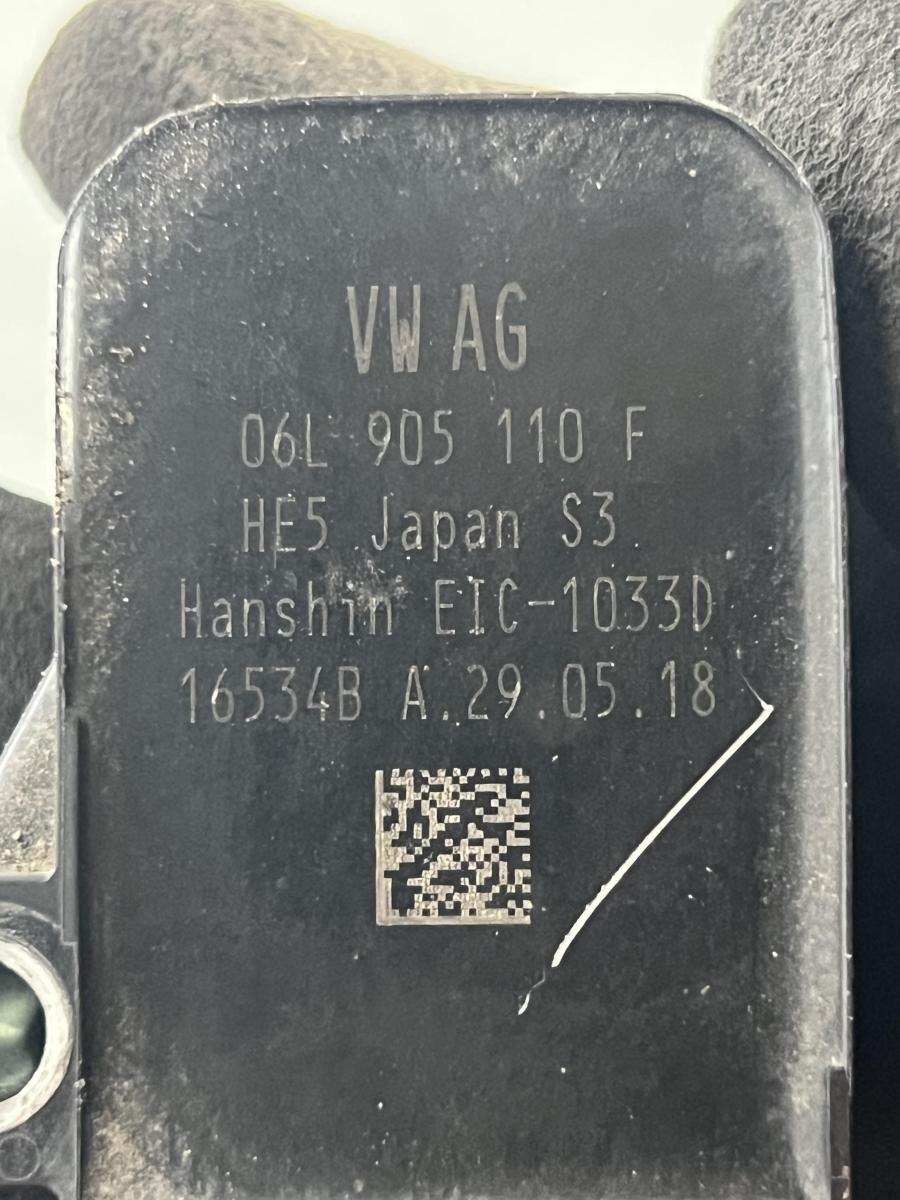 VW AG
06L 905 110 F
HE5 Japan S3
Hanshin EIC-1033D
16534B A.29.05.18